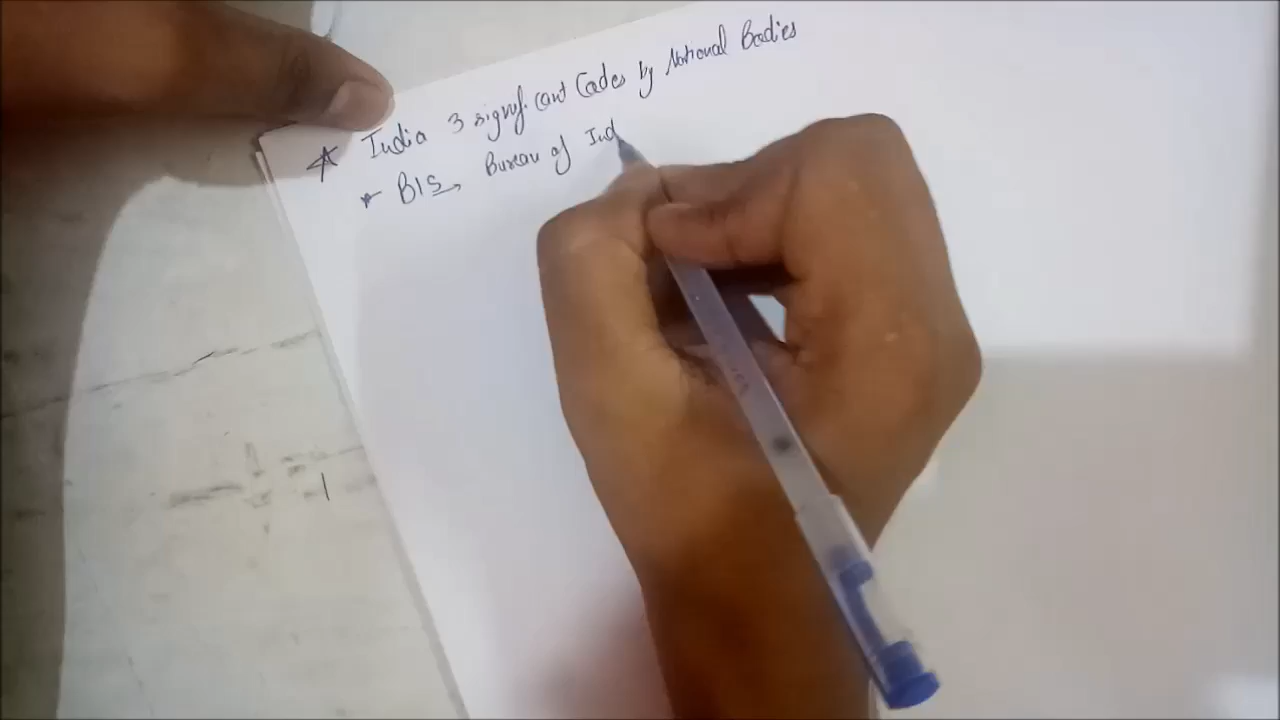 * India 3 significant Codes by National Bodies
* BIS → Bureau of Ind